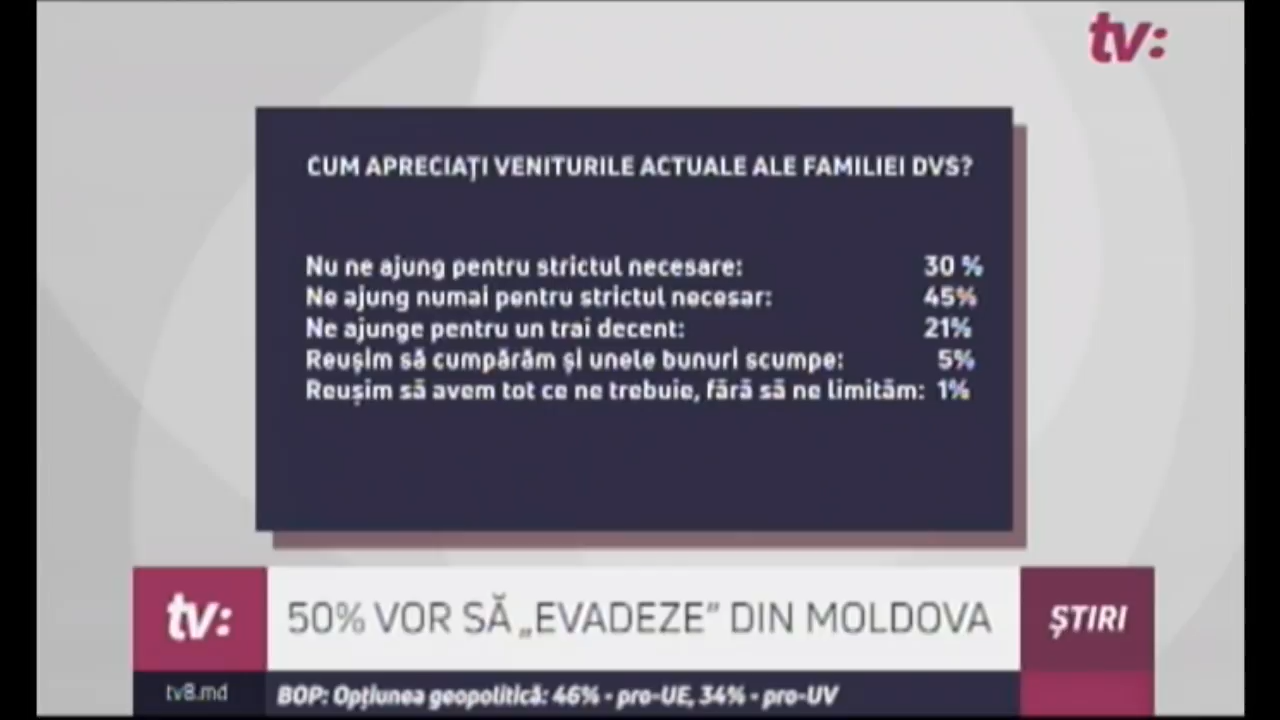 tv:
CUM APRECIAȚI VENITURILE ACTUALE ALE FAMILIEI DVS?
Nu ne ajung pentru strictul necesare: 30 %
Ne ajung numai pentru strictul necesar: 45%
Ne ajunge pentru un trai decent: 21%
Reușim să cumpărăm și unele bunuri scumpe: 5%
Reușim să avem tot ce ne trebuie, fără să ne limităm: 1%
tv: 50% VOR SĂ „EVADEZE” DIN MOLDOVA ȘTIRI
tv8.md BOP: Opțiunea geopolitică: 46% - pro-UE, 34% - pro-UV